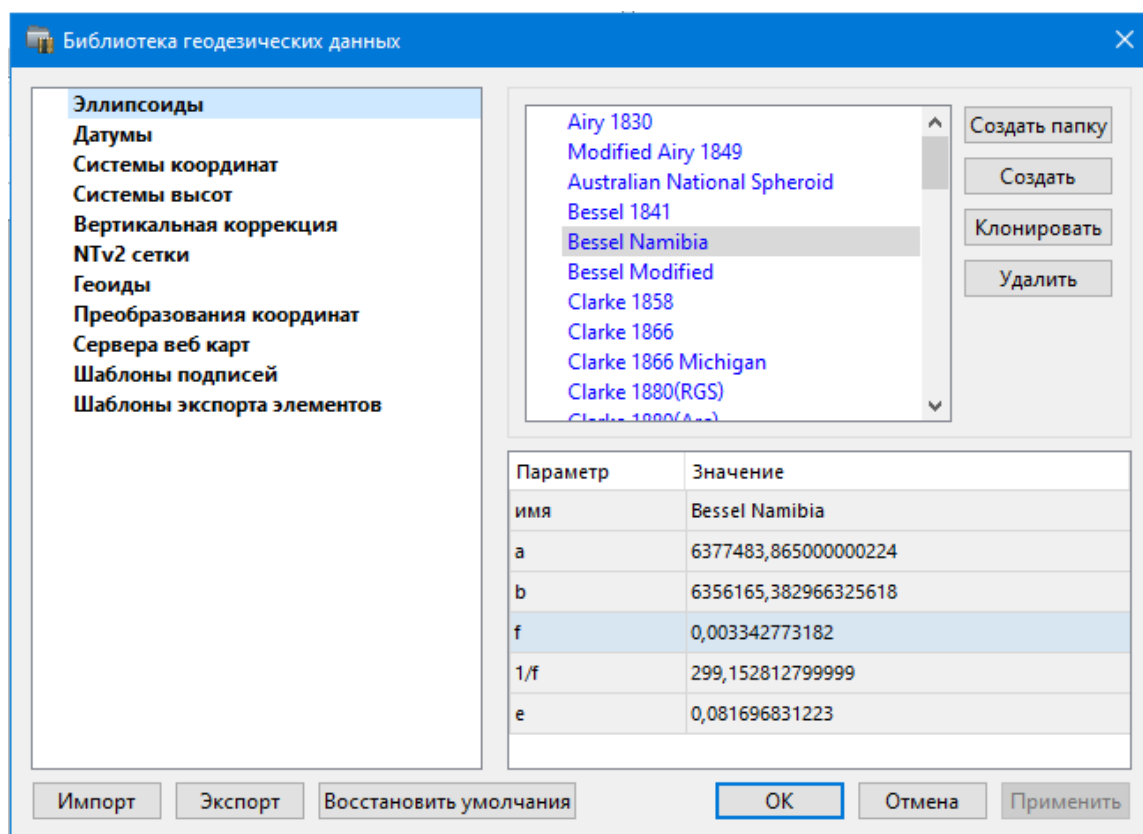 Библиотека геодезических данных
Эллипсоиды
Датумы
Системы координат
Системы высот
Вертикальная коррекция
NTv2 сетки
Геоиды
Преобразования координат
Сервера веб карт
Шаблоны подписей
Шаблоны экспорта элементов
Airy 1830
Modified Airy 1849
Australian National Spheroid
Bessel 1841
Bessel Namibia
Bessel Modified
Clarke 1858
Clarke 1866
Clarke 1866 Michigan
Clarke 1880(RGS)
Clarke 1880(Arc)
Создать папку
Создать
Клонировать
Удалить
Параметр Значение
имя Bessel Namibia
a 6377483,865000000224
b 6356165,382966325618
f 0,003342773182
1/f 299,152812799999
e 0,081696831223
Импорт Экспорт Восстановить умолчания OK Отмена Применить